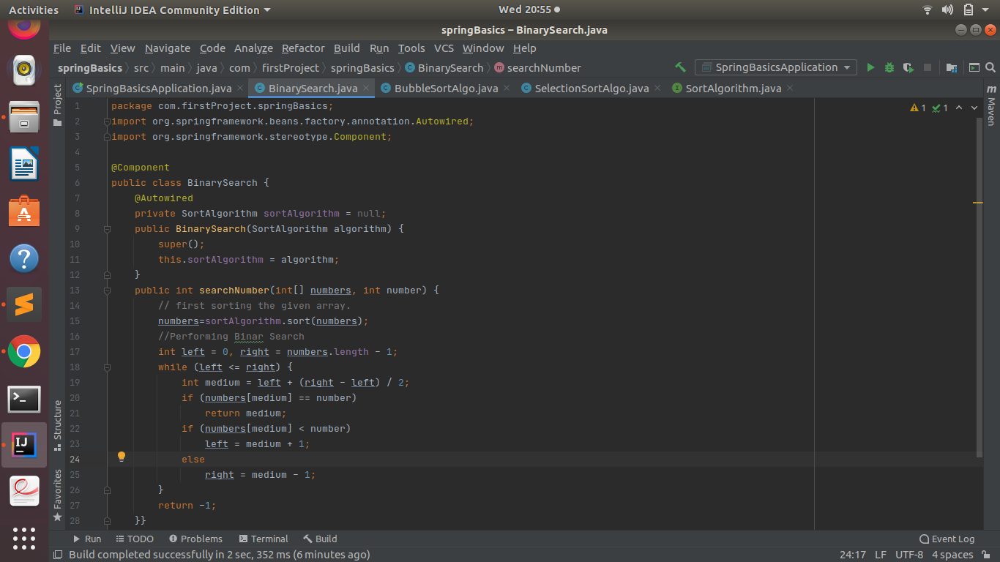 Activities IntelliJ IDEA Community Edition Wed 20:55
springBasics – BinarySearch.java
File Edit View Navigate Code Analyze Refactor Build Run Tools VCS Window Help
springBasics src main java com firstProject springBasics C BinarySearch m searchNumber SpringBasicsApplication
Project
C SpringBasicsApplication.java C BinarySearch.java C BubbleSortAlgo.java C SelectionSortAlgo.java I SortAlgorithm.java
m Maven
1 1
1 package com.firstProject.springBasics;
2 import org.springframework.beans.factory.annotation.Autowired;
3 import org.springframework.stereotype.Component;
4
5 @Component
6 public class BinarySearch {
7 @Autowired
8 private SortAlgorithm sortAlgorithm = null;
9 public BinarySearch(SortAlgorithm algorithm) {
10 super();
11 this.sortAlgorithm = algorithm;
12 }
13 public int searchNumber(int[] numbers, int number) {
14 // first sorting the given array.
15 numbers=sortAlgorithm.sort(numbers);
16 //Performing Binar Search
17 int left = 0, right = numbers.length - 1;
18 while (left <= right) {
19 int medium = left + (right - left) / 2;
20 if (numbers[medium] == number)
21 return medium;
22 if (numbers[medium] < number)
23 left = medium + 1;
24 else
25 right = medium - 1;
26 }
27 return -1;
28 }}
Structure
Favorites
IJ
Run TODO Problems Terminal Build Event Log
Build completed successfully in 2 sec, 352 ms (6 minutes ago) 24:17 LF UTF-8 4 spaces